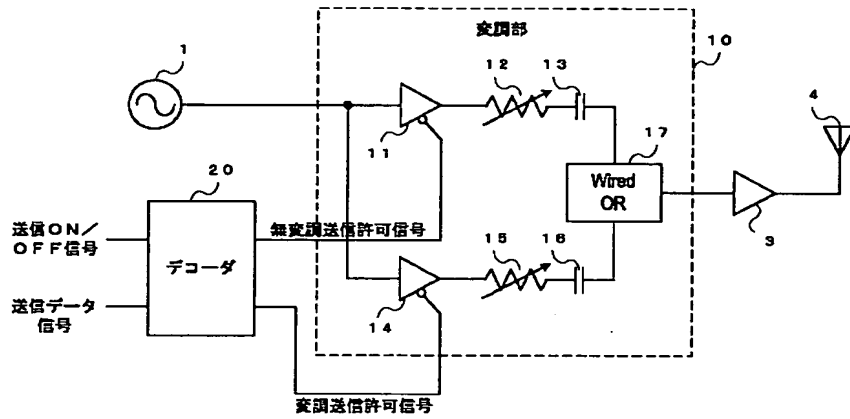 変調部
10
1
12
13
4
11
17
Wired
OR
20
送信ON/
OFF信号
無変調送信許可信号
デコーダ
15
16
3
送信データ
信号
14
変調送信許可信号